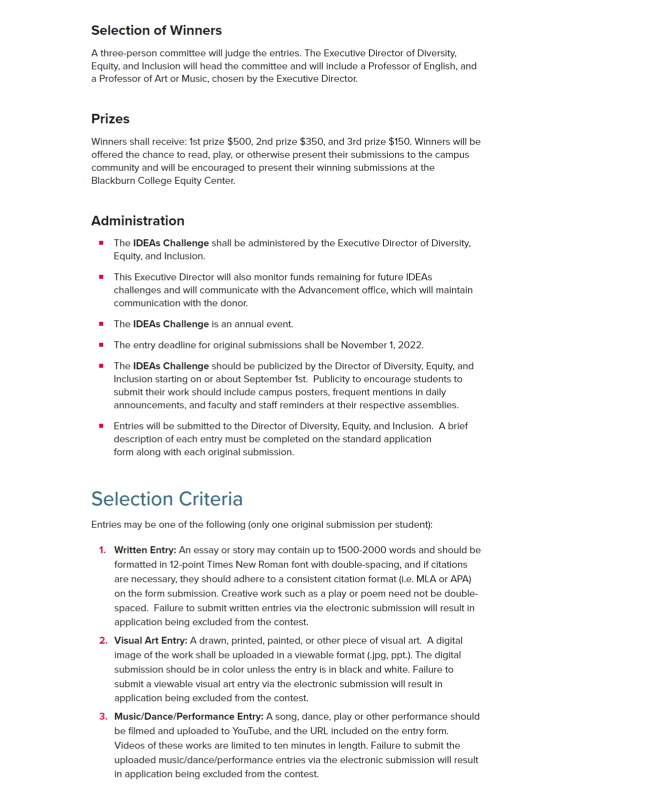 Selection of Winners
A three-person committee will judge the entries. The Executive Director of Diversity,
Equity, and Inclusion will head the committee and will include a Professor of English, and
a Professor of Art or Music, chosen by the Executive Director.
Prizes
Winners shall receive: 1st prize $500, 2nd prize $350, and 3rd prize $150. Winners will be
offered the chance to read, play, or otherwise present their submissions to the campus
community and will be encouraged to present their winning submissions at the
Blackburn College Equity Center.
Administration
▪ The IDEAs Challenge shall be administered by the Executive Director of Diversity,
Equity, and Inclusion.
▪ This Executive Director will also monitor funds remaining for future IDEAs
challenges and will communicate with the Advancement office, which will maintain
communication with the donor.
▪ The IDEAs Challenge is an annual event.
▪ The entry deadline for original submissions shall be November 1, 2022.
▪ The IDEAs Challenge should be publicized by the Director of Diversity, Equity, and
Inclusion starting on or about September 1st.  Publicity to encourage students to
submit their work should include campus posters, frequent mentions in daily
announcements, and faculty and staff reminders at their respective assemblies.
▪ Entries will be submitted to the Director of Diversity, Equity, and Inclusion.  A brief
description of each entry must be completed on the standard application
form along with each original submission.
Selection Criteria
Entries may be one of the following (only one original submission per student):
1. Written Entry: An essay or story may contain up to 1500-2000 words and should be
formatted in 12-point Times New Roman font with double-spacing, and if citations
are necessary, they should adhere to a consistent citation format (i.e. MLA or APA)
on the form submission. Creative work such as a play or poem need not be double-
spaced.  Failure to submit written entries via the electronic submission will result in
application being excluded from the contest.
2. Visual Art Entry: A drawn, printed, painted, or other piece of visual art.  A digital
image of the work shall be uploaded in a viewable format (.jpg, ppt.). The digital
submission should be in color unless the entry is in black and white. Failure to
submit a viewable visual art entry via the electronic submission will result in
application being excluded from the contest.
3. Music/Dance/Performance Entry: A song, dance, play or other performance should
be filmed and uploaded to YouTube, and the URL included on the entry form.
Videos of these works are limited to ten minutes in length. Failure to submit the
uploaded music/dance/performance entries via the electronic submission will result
in application being excluded from the contest.